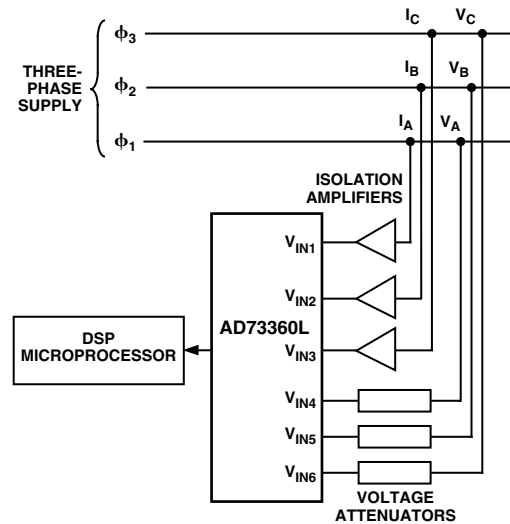 I_C V_C
ϕ_3
I_B V_B
THREE-
PHASE
SUPPLY
ϕ_2
I_A V_A
ϕ_1
ISOLATION
AMPLIFIERS
V_IN1
V_IN2
AD73360L
DSP
MICROPROCESSOR
V_IN3
V_IN4
V_IN5
V_IN6
VOLTAGE
ATTENUATORS